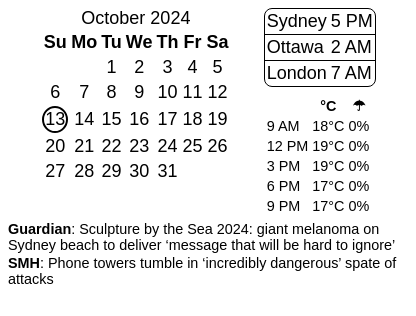 October 2024
Su Mo Tu We Th Fr Sa
1 2 3 4 5
6 7 8 9 10 11 12
13 14 15 16 17 18 19
20 21 22 23 24 25 26
27 28 29 30 31
Sydney 5 PM
Ottawa 2 AM
London 7 AM
°C ☂
9 AM 18°C 0%
12 PM 19°C 0%
3 PM 19°C 0%
6 PM 17°C 0%
9 PM 17°C 0%
Guardian: Sculpture by the Sea 2024: giant melanoma on
Sydney beach to deliver ‘message that will be hard to ignore’
SMH: Phone towers tumble in ‘incredibly dangerous’ spate of
attacks